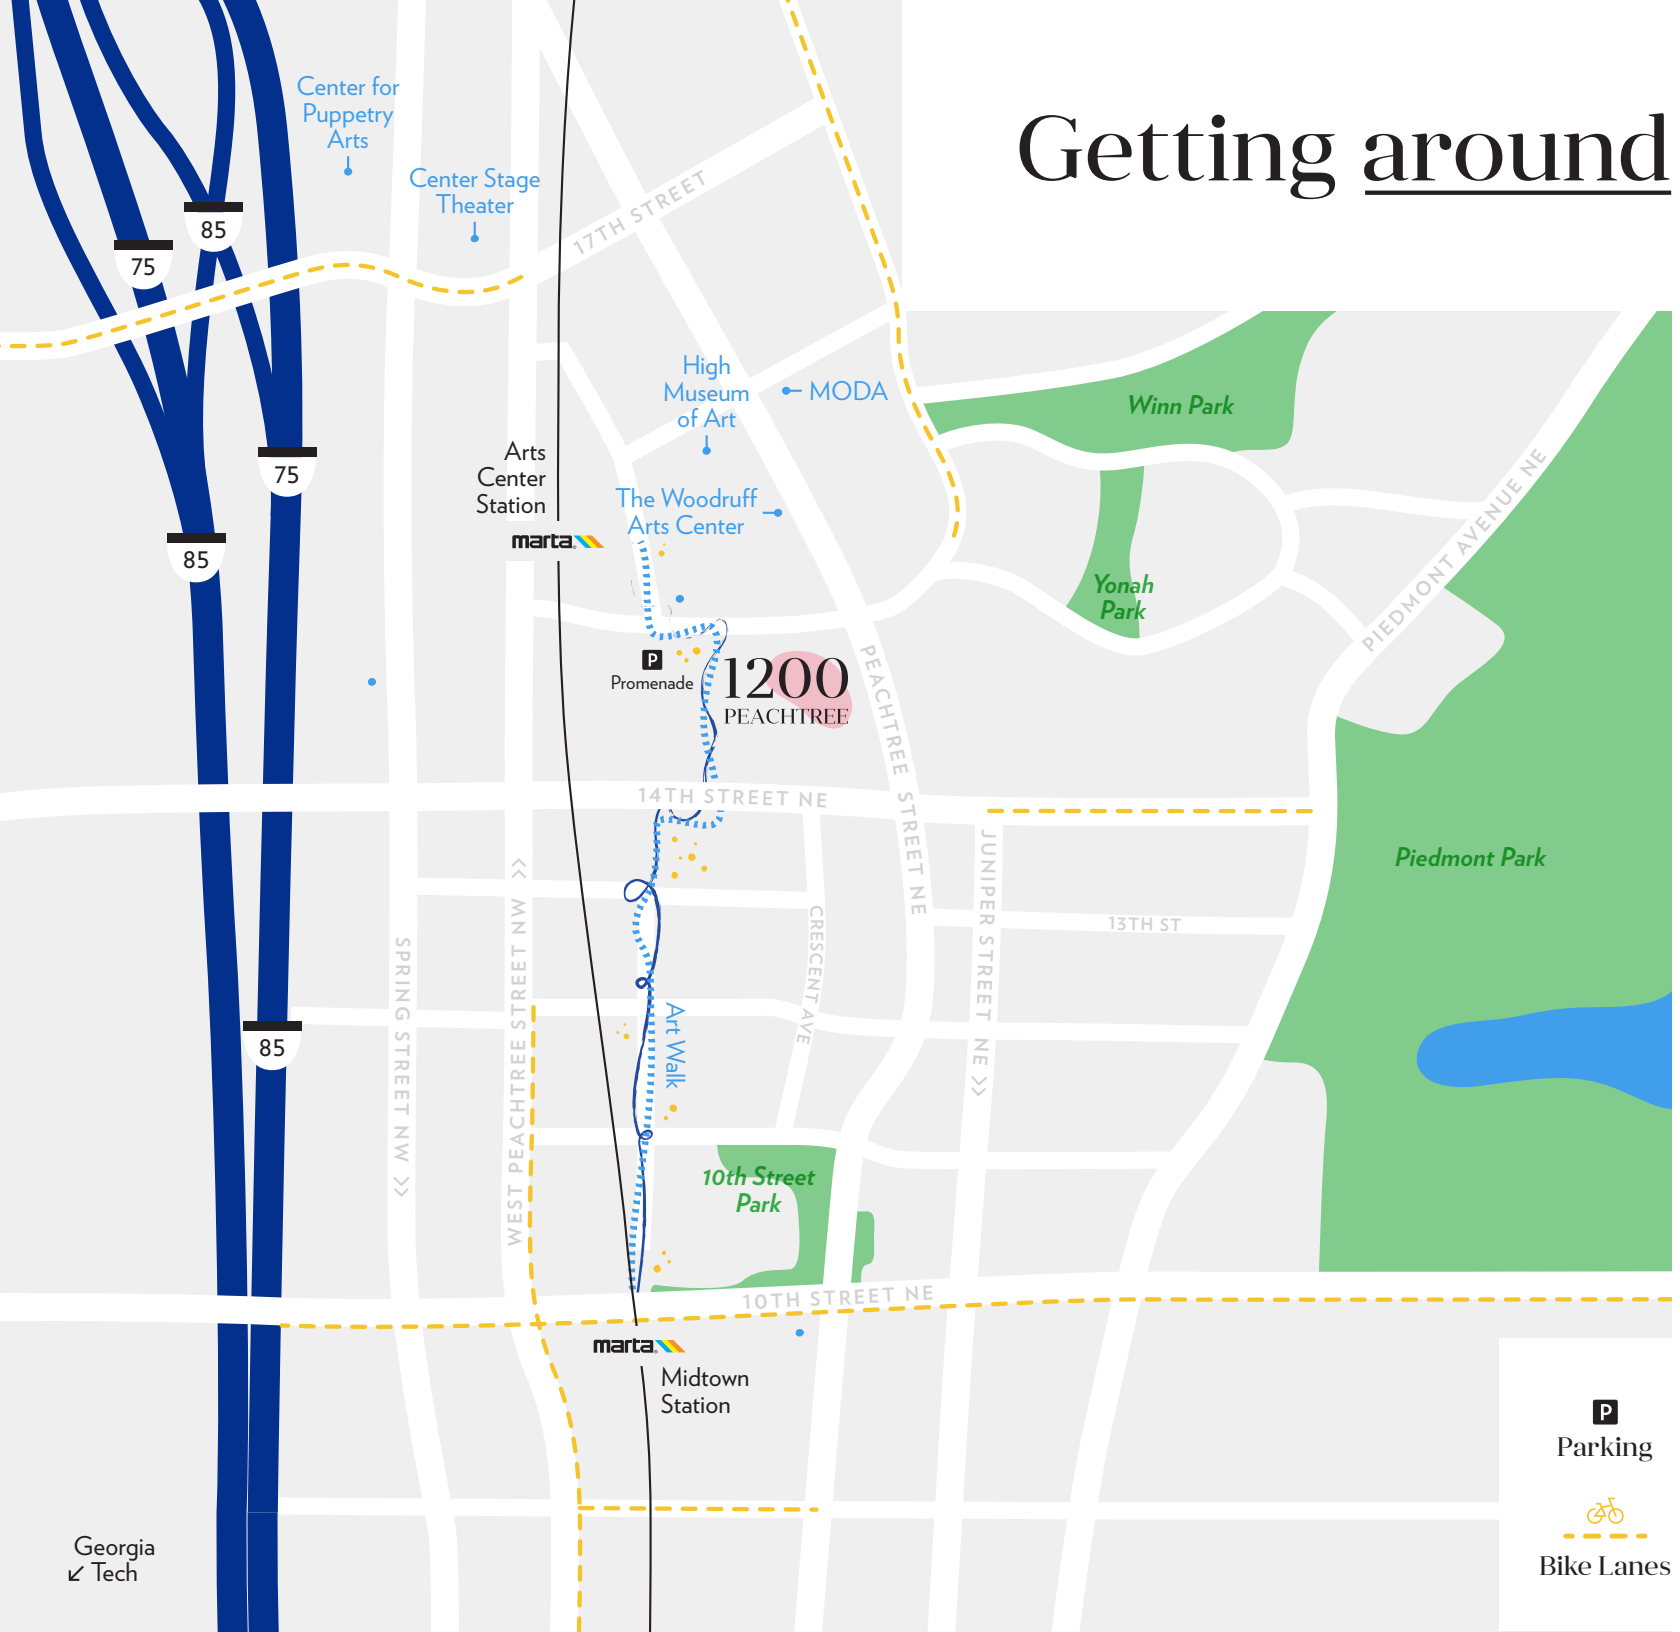 Getting around
Center for
Puppetry
Arts
Center Stage
Theater
17TH STREET
85
75
High
Museum
of Art
MODA
Winn Park
Arts
Center
Station
75
The Woodruff
Arts Center
marta
85
PIEDMONT AVENUE NE
Yonah
Park
P
Promenade
1200
PEACHTREE
PEACHTREE STREET NE
14TH STREET NE
JUNIPER STREET NE >>
Piedmont Park
CRESCENT AVE
13TH ST
SPRING STREET NW >>
WEST PEACHTREE STREET NW >>
85
Art Walk
10th Street
Park
10TH STREET NE
marta
Midtown
Station
P
Parking
Bike Lanes
Georgia
↙ Tech